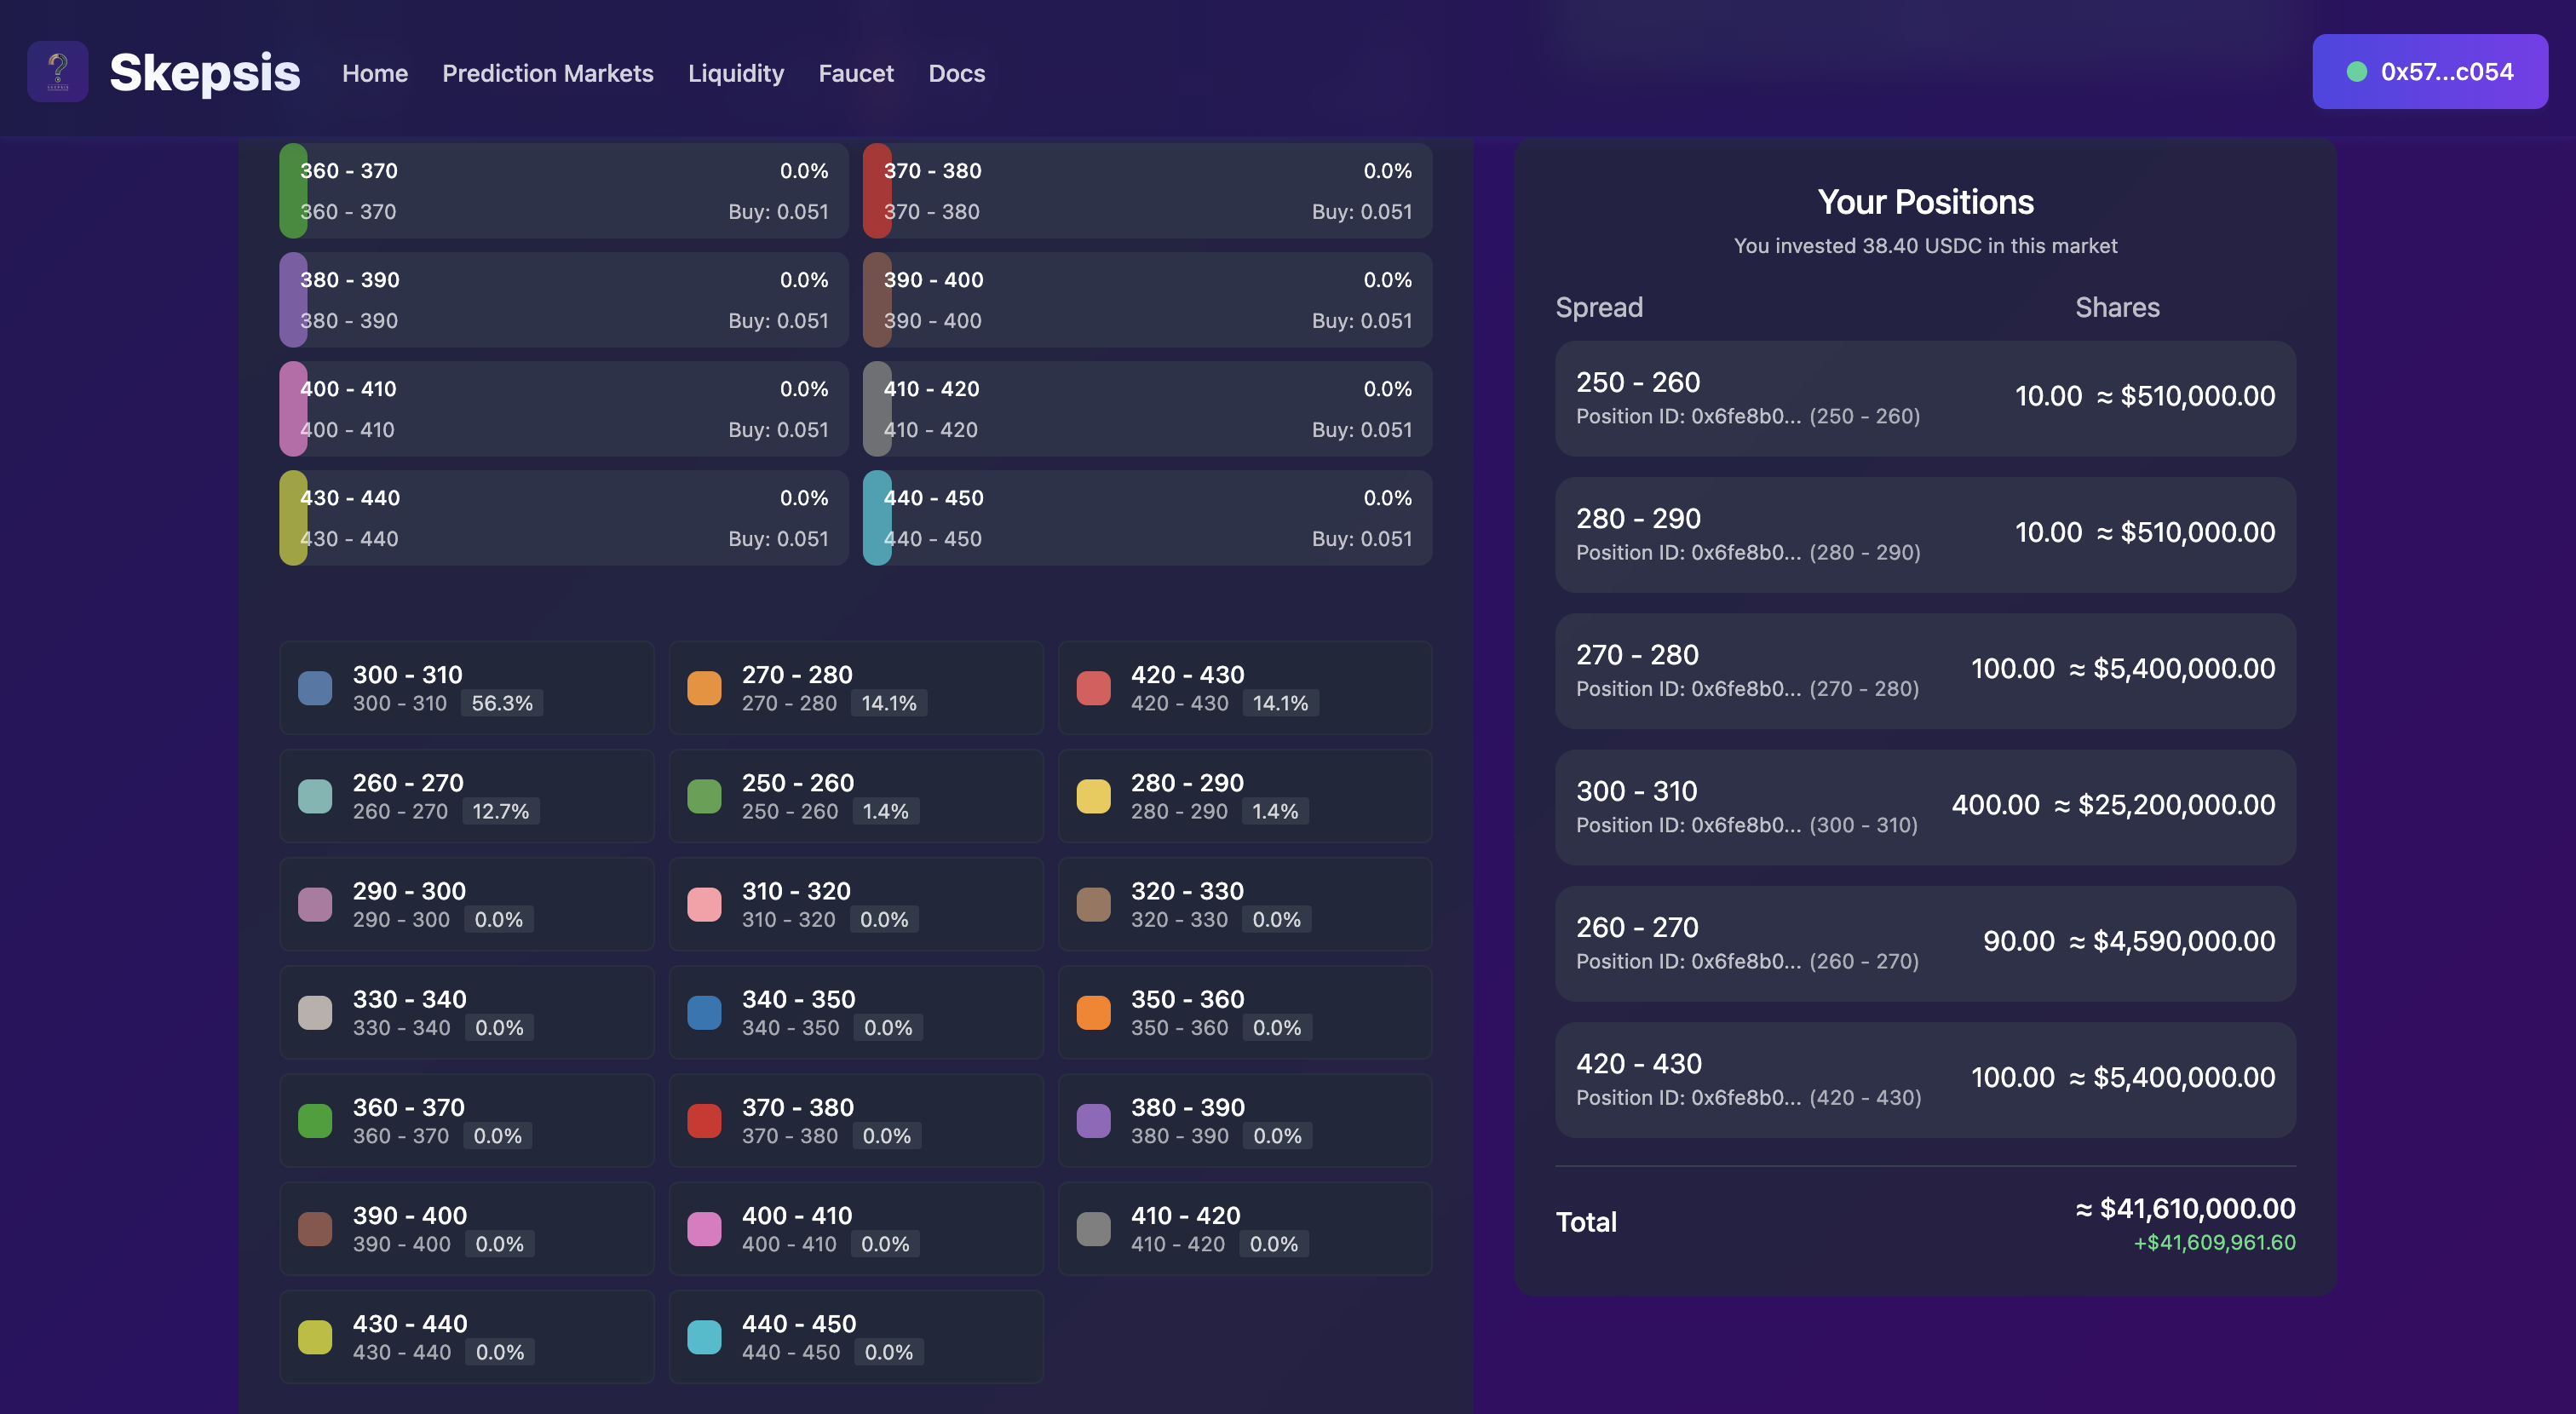 Skepsis
Home
Prediction Markets
Liquidity
Faucet
Docs
0x57...c054
360 - 370 0.0%
360 - 370 Buy: 0.051
370 - 380 0.0%
370 - 380 Buy: 0.051
380 - 390 0.0%
380 - 390 Buy: 0.051
390 - 400 0.0%
390 - 400 Buy: 0.051
400 - 410 0.0%
400 - 410 Buy: 0.051
410 - 420 0.0%
410 - 420 Buy: 0.051
430 - 440 0.0%
430 - 440 Buy: 0.051
440 - 450 0.0%
440 - 450 Buy: 0.051
300 - 310
300 - 310 56.3%
270 - 280
270 - 280 14.1%
420 - 430
420 - 430 14.1%
260 - 270
260 - 270 12.7%
250 - 260
250 - 260 1.4%
280 - 290
280 - 290 1.4%
290 - 300
290 - 300 0.0%
310 - 320
310 - 320 0.0%
320 - 330
320 - 330 0.0%
330 - 340
330 - 340 0.0%
340 - 350
340 - 350 0.0%
350 - 360
350 - 360 0.0%
360 - 370
360 - 370 0.0%
370 - 380
370 - 380 0.0%
380 - 390
380 - 390 0.0%
390 - 400
390 - 400 0.0%
400 - 410
400 - 410 0.0%
410 - 420
410 - 420 0.0%
430 - 440
430 - 440 0.0%
440 - 450
440 - 450 0.0%
Your Positions
You invested 38.40 USDC in this market
Spread Shares
250 - 260
Position ID: 0x6fe8b0... (250 - 260)
10.00 ≈ $510,000.00
280 - 290
Position ID: 0x6fe8b0... (280 - 290)
10.00 ≈ $510,000.00
270 - 280
Position ID: 0x6fe8b0... (270 - 280)
100.00 ≈ $5,400,000.00
300 - 310
Position ID: 0x6fe8b0... (300 - 310)
400.00 ≈ $25,200,000.00
260 - 270
Position ID: 0x6fe8b0... (260 - 270)
90.00 ≈ $4,590,000.00
420 - 430
Position ID: 0x6fe8b0... (420 - 430)
100.00 ≈ $5,400,000.00
Total
≈ $41,610,000.00
+$41,609,961.60